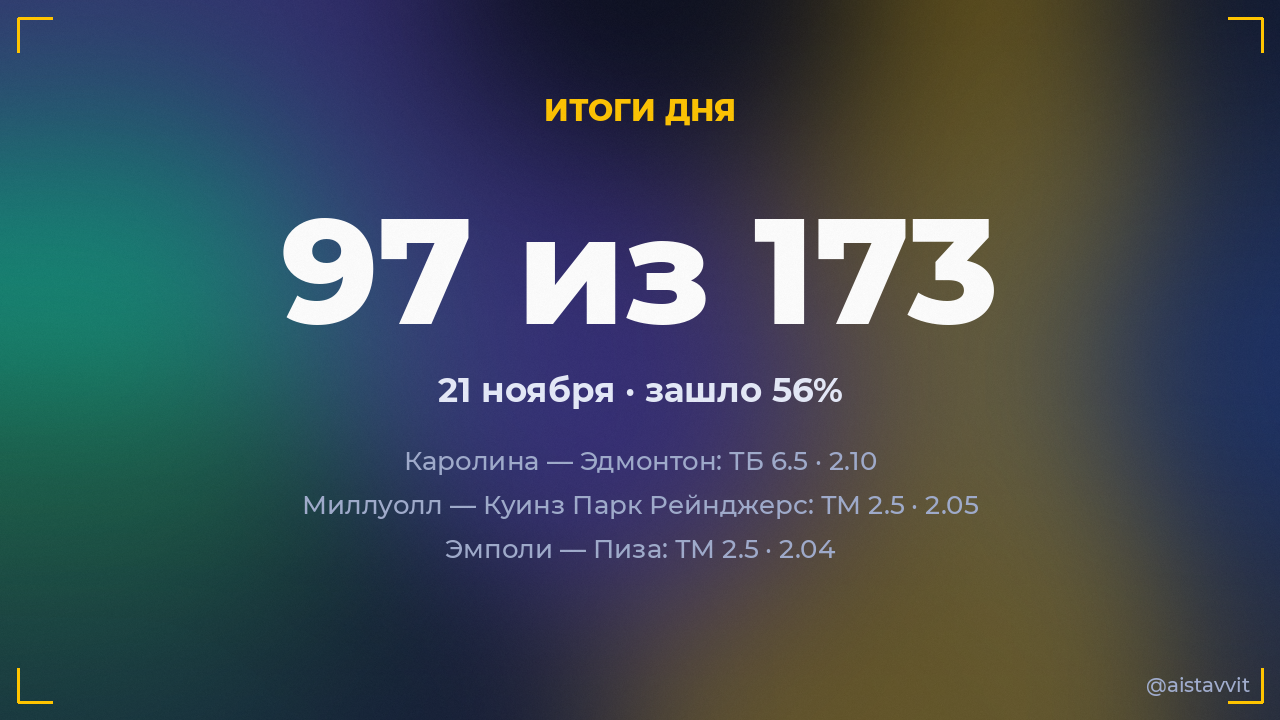 ИТОГИ ДНЯ
97 из 173
21 ноября · зашло 56%
Каролина — Эдмонтон: ТБ 6.5 · 2.10
Миллуолл — Куинз Парк Рейнджерс: ТМ 2.5 · 2.05
Эмполи — Пиза: ТМ 2.5 · 2.04
@aistavvit